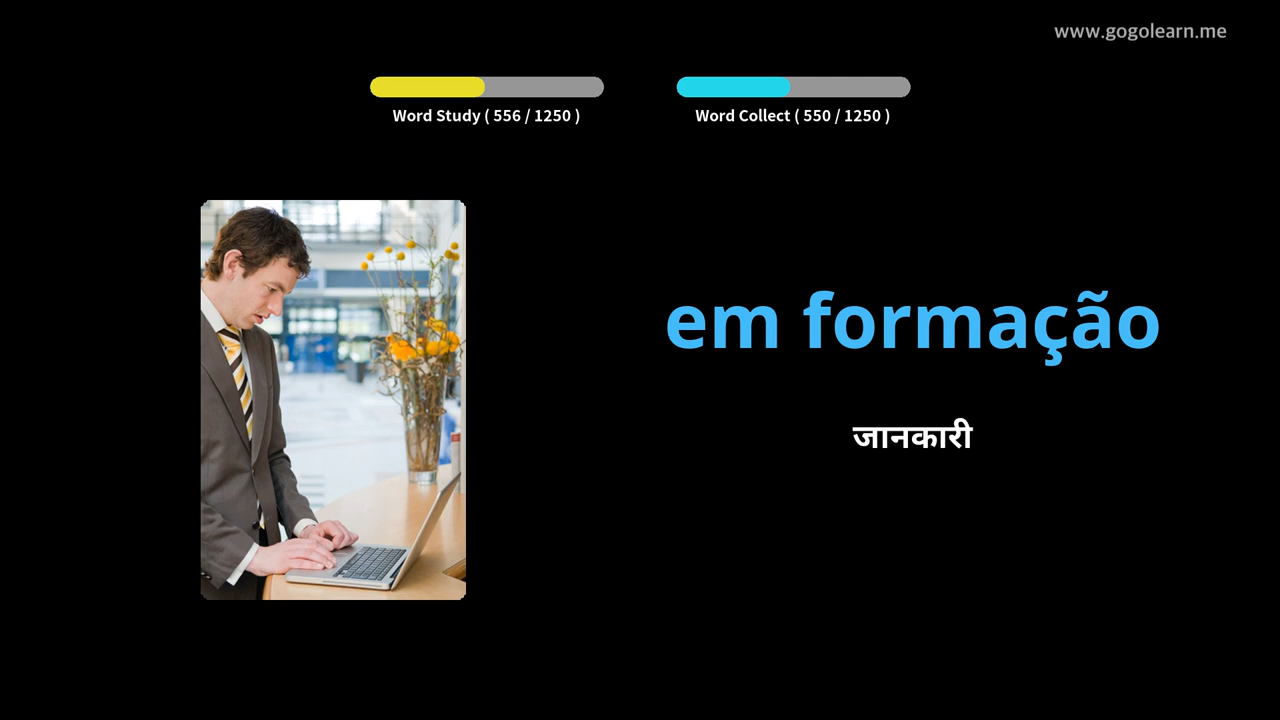 www.gogolearn.me
Word Study ( 556 / 1250 )
Word Collect ( 550 / 1250 )
em formação
जानकारी